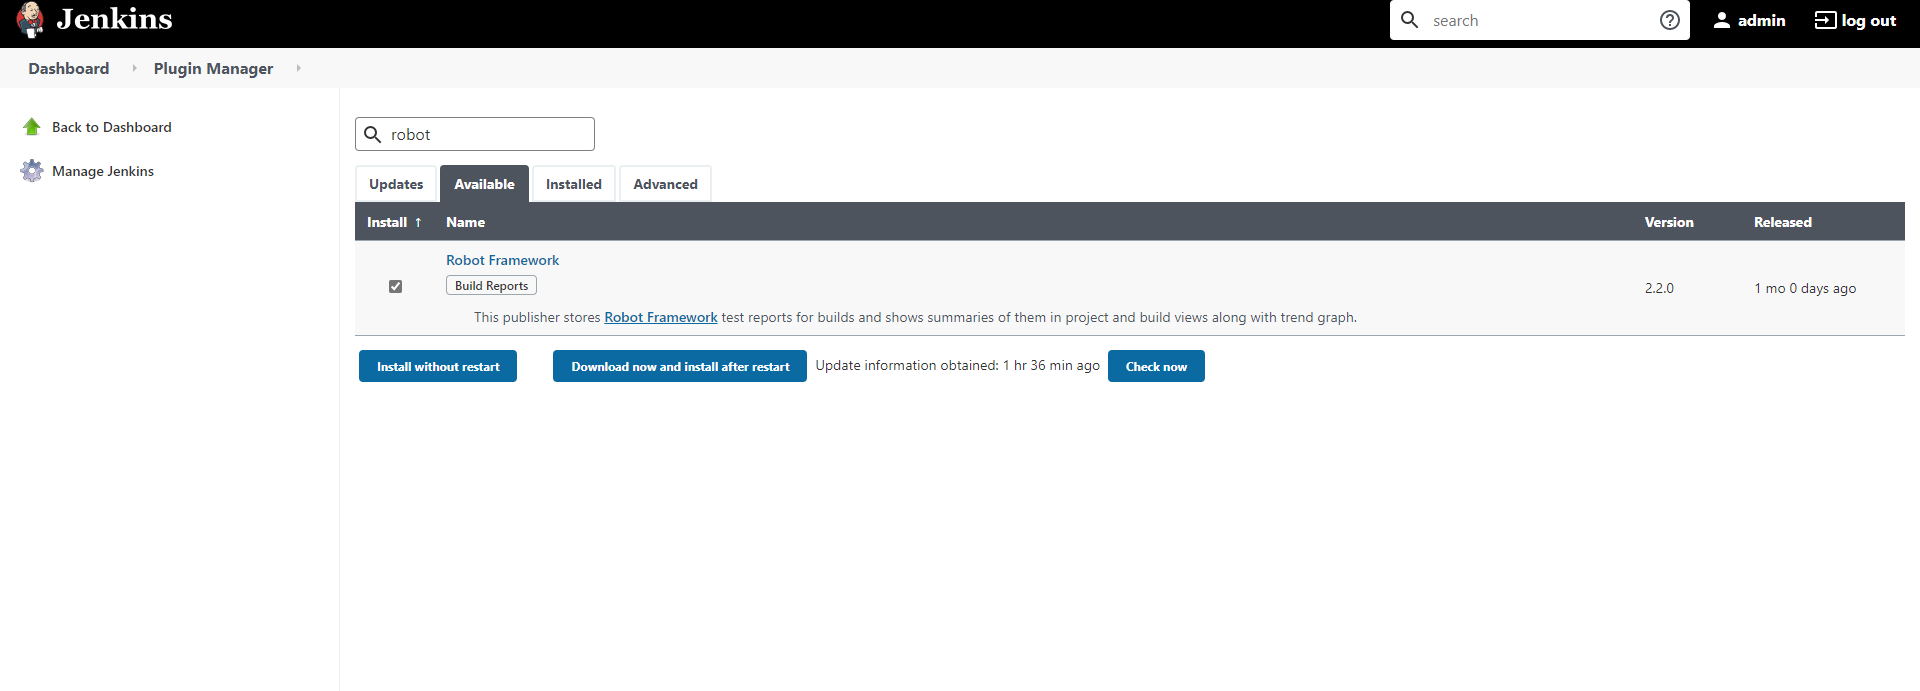 Jenkins
search
admin
log out
Dashboard
Plugin Manager
Back to Dashboard
Manage Jenkins
robot
Updates
Available
Installed
Advanced
Install ↑ Name Version Released
Robot Framework
Build Reports
2.2.0
1 mo 0 days ago
This publisher stores Robot Framework test reports for builds and shows summaries of them in project and build views along with trend graph.
Install without restart
Download now and install after restart
Update information obtained: 1 hr 36 min ago
Check now